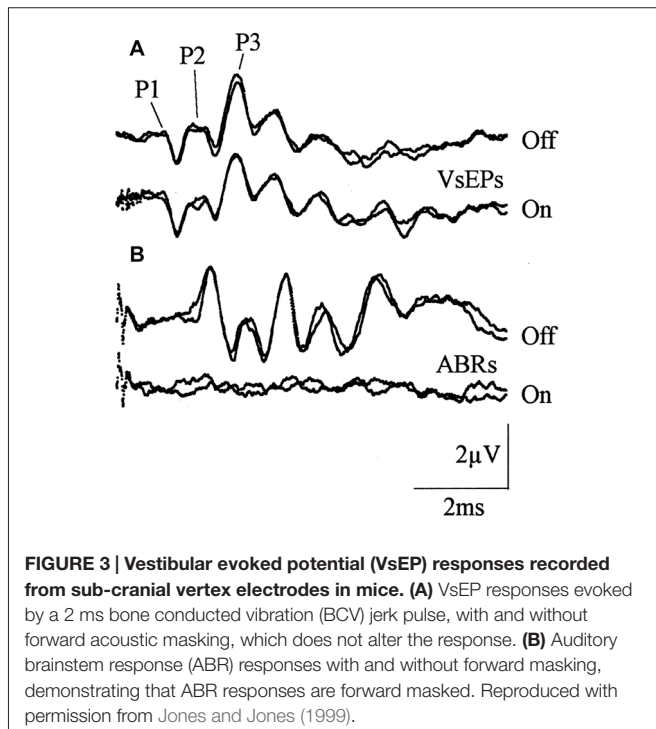 A
P1
P2
P3
Off
VsEPs
On
B
Off
ABRs
On
2μV
2ms
FIGURE 3 | Vestibular evoked potential (VsEP) responses recorded
from sub-cranial vertex electrodes in mice. (A) VsEP responses evoked
by a 2 ms bone conducted vibration (BCV) jerk pulse, with and without
forward acoustic masking, which does not alter the response. (B) Auditory
brainstem response (ABR) responses with and without forward masking,
demonstrating that ABR responses are forward masked. Reproduced with
permission from Jones and Jones (1999).